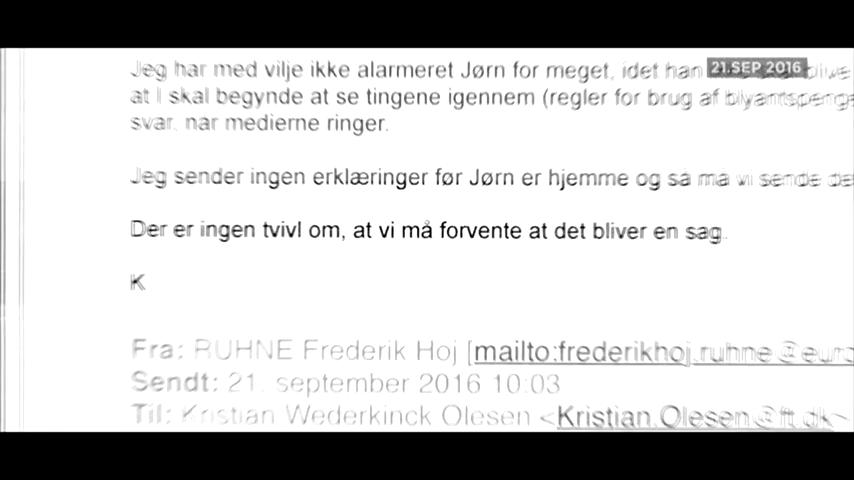 21.SEP 2016
Jeg har med vilje ikke alarmeret Jørn for meget, idet han
at I skal begynde at se tingene igennem (regler for brug af blyantspenge
svar, når medierne ringer.
Jeg sender ingen erklæringer før Jørn er hjemme og så må vi sende de
Der er ingen tvivl om, at vi må forvente at det bliver en sag.
K
Fra: RUHNE Frederik Hoj [mailto:frederikhoj.ruhne@euro
Sendt: 21. september 2016 10:03
Til: Kristian Wederkinck Olesen <Kristian.Olesen@ft.dk>